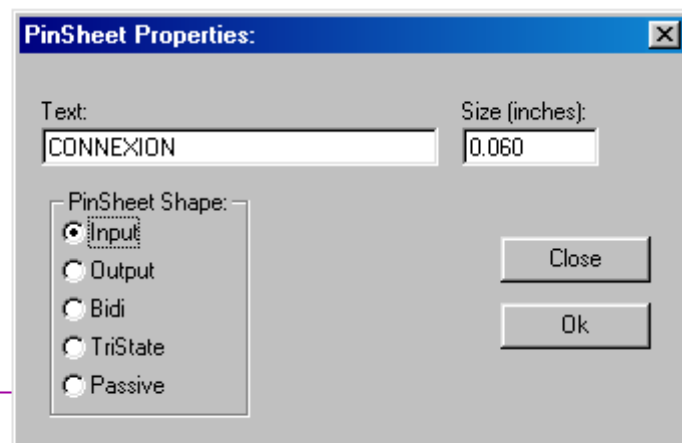 PinSheet Properties:
Text:
Size (inches):
CONNEXION
0.060
PinSheet Shape:
Input
Output
Bidi
TriState
Passive
Close
Ok